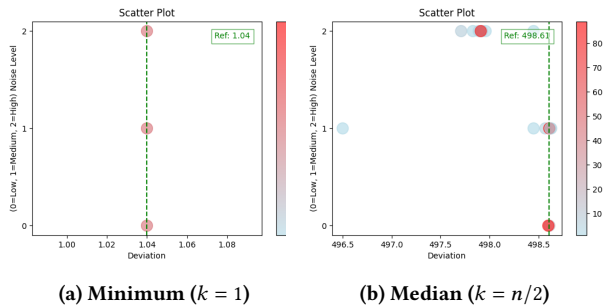 Scatter Plot
Ref: 1.04
2
1
0
(0=Low, 1=Medium, 2=High) Noise Level
1.00 1.02 1.04 1.06 1.08
Deviation
(a) Minimum (k = 1)
Scatter Plot
Ref: 498.61
2
1
0
(0=Low, 1=Medium, 2=High) Noise Level
496.5 497.0 497.5 498.0 498.5
Deviation
80
70
60
50
40
30
20
10
(b) Median (k = n/2)